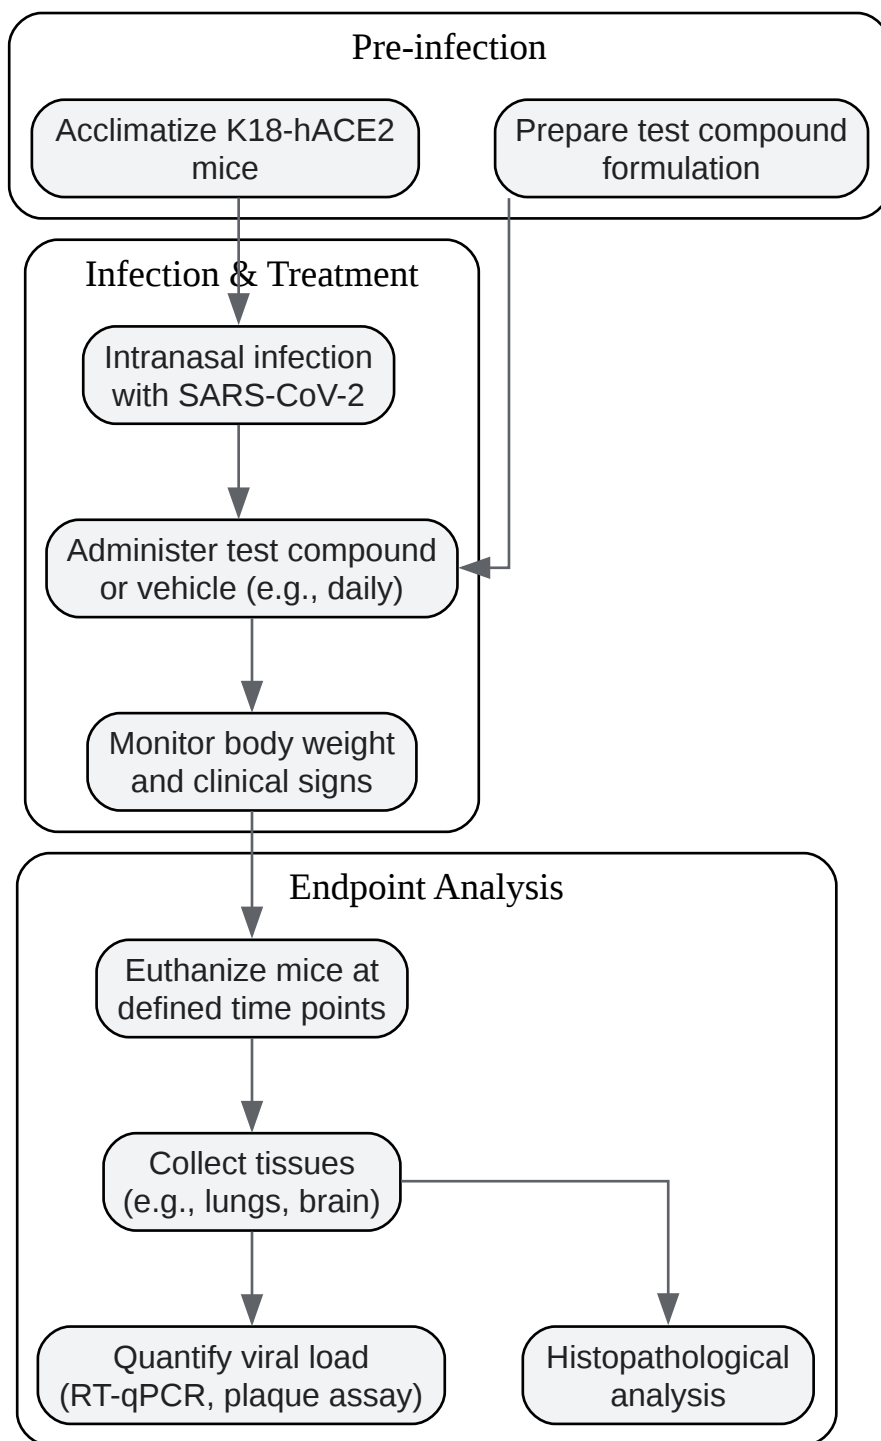 Pre-infection
Acclimatize K18-hACE2
mice
Prepare test compound
formulation
Infection & Treatment
Intranasal infection
with SARS-CoV-2
Administer test compound
or vehicle (e.g., daily)
Monitor body weight
and clinical signs
Endpoint Analysis
Euthanize mice at
defined time points
Collect tissues
(e.g., lungs, brain)
Quantify viral load
(RT-qPCR, plaque assay)
Histopathological
analysis